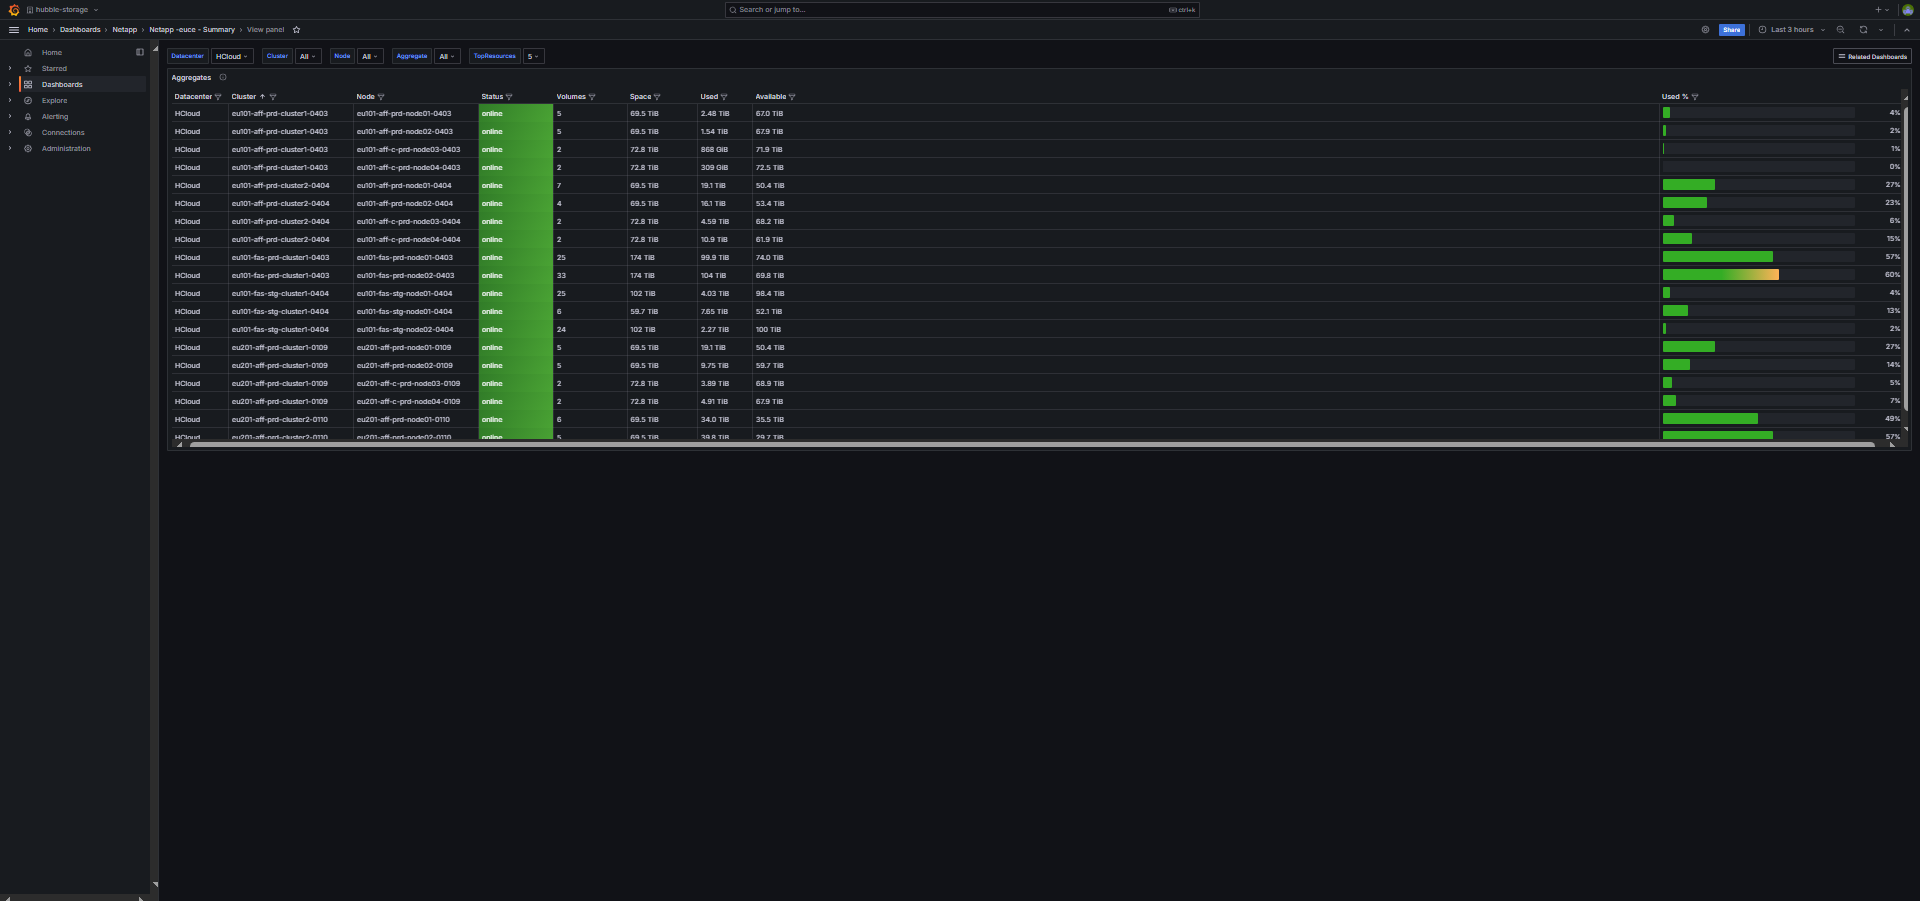 hubble-storage
Search or jump to...
ctrl+k
Home › Dashboards › Netapp › Netapp -euce - Summary › View panel
Share
Last 3 hours
Home
Starred
Dashboards
Explore
Alerting
Connections
Administration
Datacenter HCloud Cluster All Node All Aggregate All TopResources 5
Related Dashboards
Aggregates
Datacenter Cluster Node Status Volumes Space Used Available Used %
HCloud eu101-aff-prd-cluster1-0403 eu101-aff-prd-node01-0403 online 5 69.5 TiB 2.48 TiB 67.0 TiB 4%
HCloud eu101-aff-prd-cluster1-0403 eu101-aff-prd-node02-0403 online 5 69.5 TiB 1.54 TiB 67.9 TiB 2%
HCloud eu101-aff-prd-cluster1-0403 eu101-aff-c-prd-node03-0403 online 2 72.8 TiB 868 GiB 71.9 TiB 1%
HCloud eu101-aff-prd-cluster1-0403 eu101-aff-c-prd-node04-0403 online 2 72.8 TiB 309 GiB 72.5 TiB 0%
HCloud eu101-aff-prd-cluster2-0404 eu101-aff-prd-node01-0404 online 7 69.5 TiB 19.1 TiB 50.4 TiB 27%
HCloud eu101-aff-prd-cluster2-0404 eu101-aff-prd-node02-0404 online 4 69.5 TiB 16.1 TiB 53.4 TiB 23%
HCloud eu101-aff-prd-cluster2-0404 eu101-aff-c-prd-node03-0404 online 2 72.8 TiB 4.59 TiB 68.2 TiB 6%
HCloud eu101-aff-prd-cluster2-0404 eu101-aff-c-prd-node04-0404 online 2 72.8 TiB 10.9 TiB 61.9 TiB 15%
HCloud eu101-fas-prd-cluster1-0403 eu101-fas-prd-node01-0403 online 25 174 TiB 99.9 TiB 74.0 TiB 57%
HCloud eu101-fas-prd-cluster1-0403 eu101-fas-prd-node02-0403 online 33 174 TiB 104 TiB 69.8 TiB 60%
HCloud eu101-fas-stg-cluster1-0404 eu101-fas-stg-node01-0404 online 25 102 TiB 4.03 TiB 98.4 TiB 4%
HCloud eu101-fas-stg-cluster1-0404 eu101-fas-stg-node01-0404 online 6 59.7 TiB 7.65 TiB 52.1 TiB 13%
HCloud eu101-fas-stg-cluster1-0404 eu101-fas-stg-node02-0404 online 24 102 TiB 2.27 TiB 100 TiB 2%
HCloud eu201-aff-prd-cluster1-0109 eu201-aff-prd-node01-0109 online 5 69.5 TiB 19.1 TiB 50.4 TiB 27%
HCloud eu201-aff-prd-cluster1-0109 eu201-aff-prd-node02-0109 online 5 69.5 TiB 9.75 TiB 59.7 TiB 14%
HCloud eu201-aff-prd-cluster1-0109 eu201-aff-c-prd-node03-0109 online 2 72.8 TiB 3.89 TiB 68.9 TiB 5%
HCloud eu201-aff-prd-cluster1-0109 eu201-aff-c-prd-node04-0109 online 2 72.8 TiB 4.91 TiB 67.9 TiB 7%
HCloud eu201-aff-prd-cluster2-0110 eu201-aff-prd-node01-0110 online 6 69.5 TiB 34.0 TiB 35.5 TiB 49%
HCloud eu201-aff-prd-cluster2-0110 eu201-aff-prd-node02-0110 online 5 69.5 TiB 39.8 TiB 29.7 TiB 57%